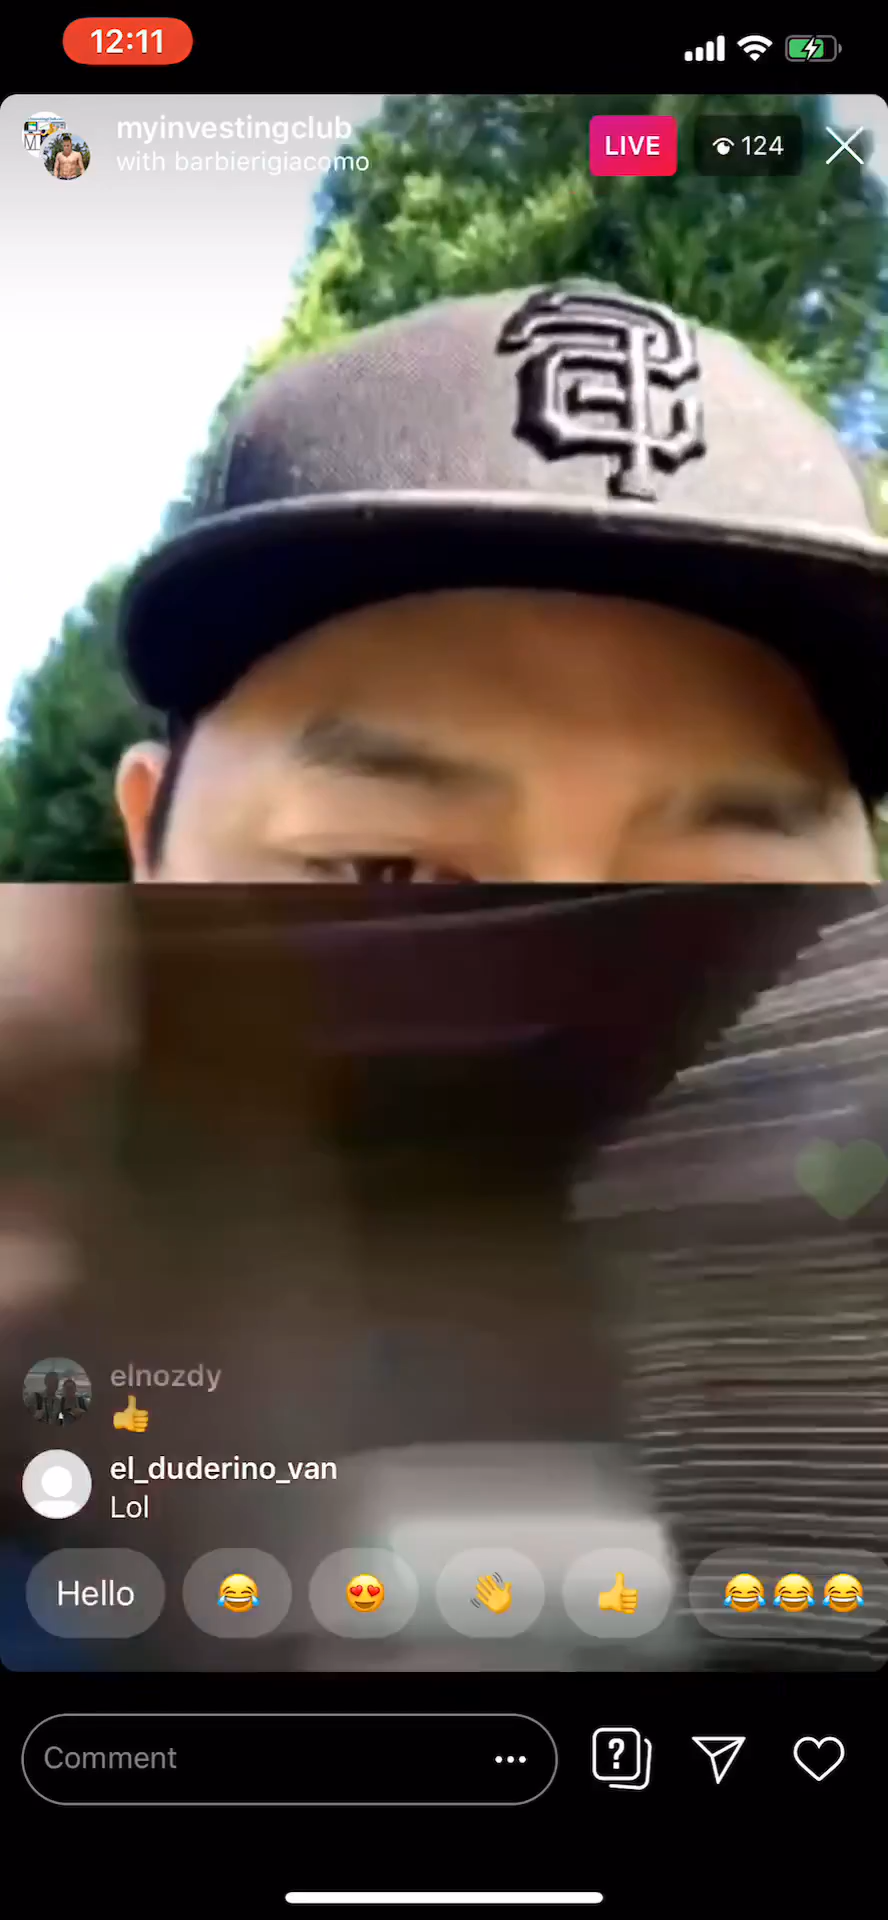 12:11
myinvestingclub
with barbierigiacomo
LIVE
124
elnozdy
👍
el_duderino_van
Lol
Hello 😂 😍 👋 👍 😂😂😂
Comment